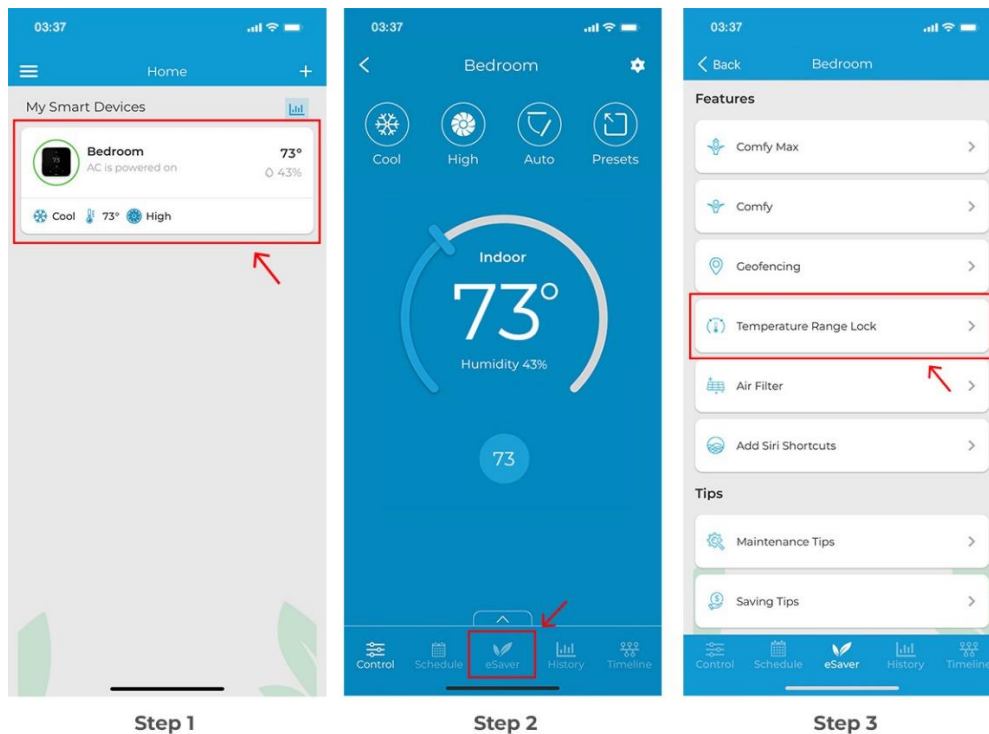 03:37
Home
My Smart Devices
Bedroom
AC is powered on
73°
43%
Cool
73°
High
Step 1
03:37
Bedroom
Cool
High
Auto
Presets
Indoor
73°
Humidity 43%
73
Control
Schedule
eSaver
History
Timeline
Step 2
03:37
Back
Bedroom
Features
Comfy Max
Comfy
Geofencing
Temperature Range Lock
Air Filter
Add Siri Shortcuts
Tips
Maintenance Tips
Saving Tips
Control
Schedule
eSaver
History
Timeline
Step 3